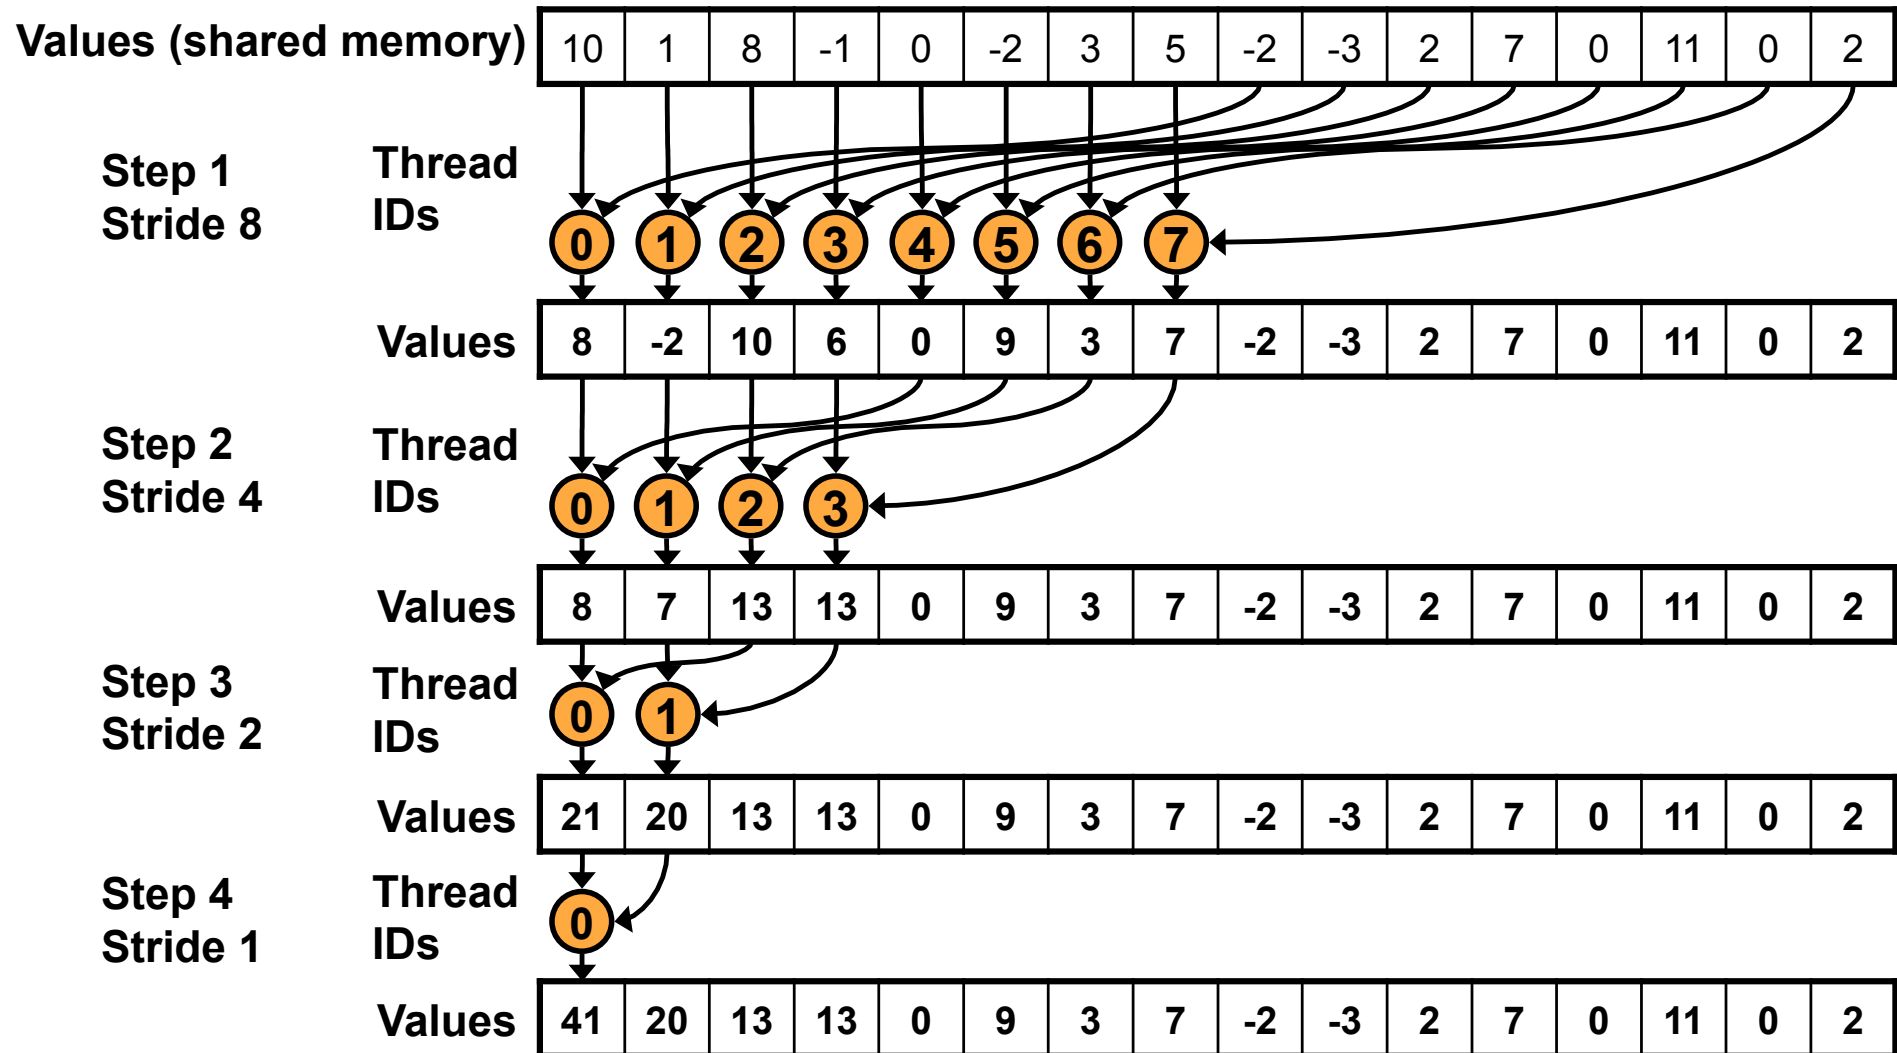 Values (shared memory) 10 1 8 -1 0 -2 3 5 -2 -3 2 7 0 11 0 2
Step 1 Thread
Stride 8 IDs
0 1 2 3 4 5 6 7
Values 8 -2 10 6 0 9 3 7 -2 -3 2 7 0 11 0 2
Step 2 Thread
Stride 4 IDs
0 1 2 3
Values 8 7 13 13 0 9 3 7 -2 -3 2 7 0 11 0 2
Step 3 Thread
Stride 2 IDs
0 1
Values 21 20 13 13 0 9 3 7 -2 -3 2 7 0 11 0 2
Step 4 Thread
Stride 1 IDs
0
Values 41 20 13 13 0 9 3 7 -2 -3 2 7 0 11 0 2